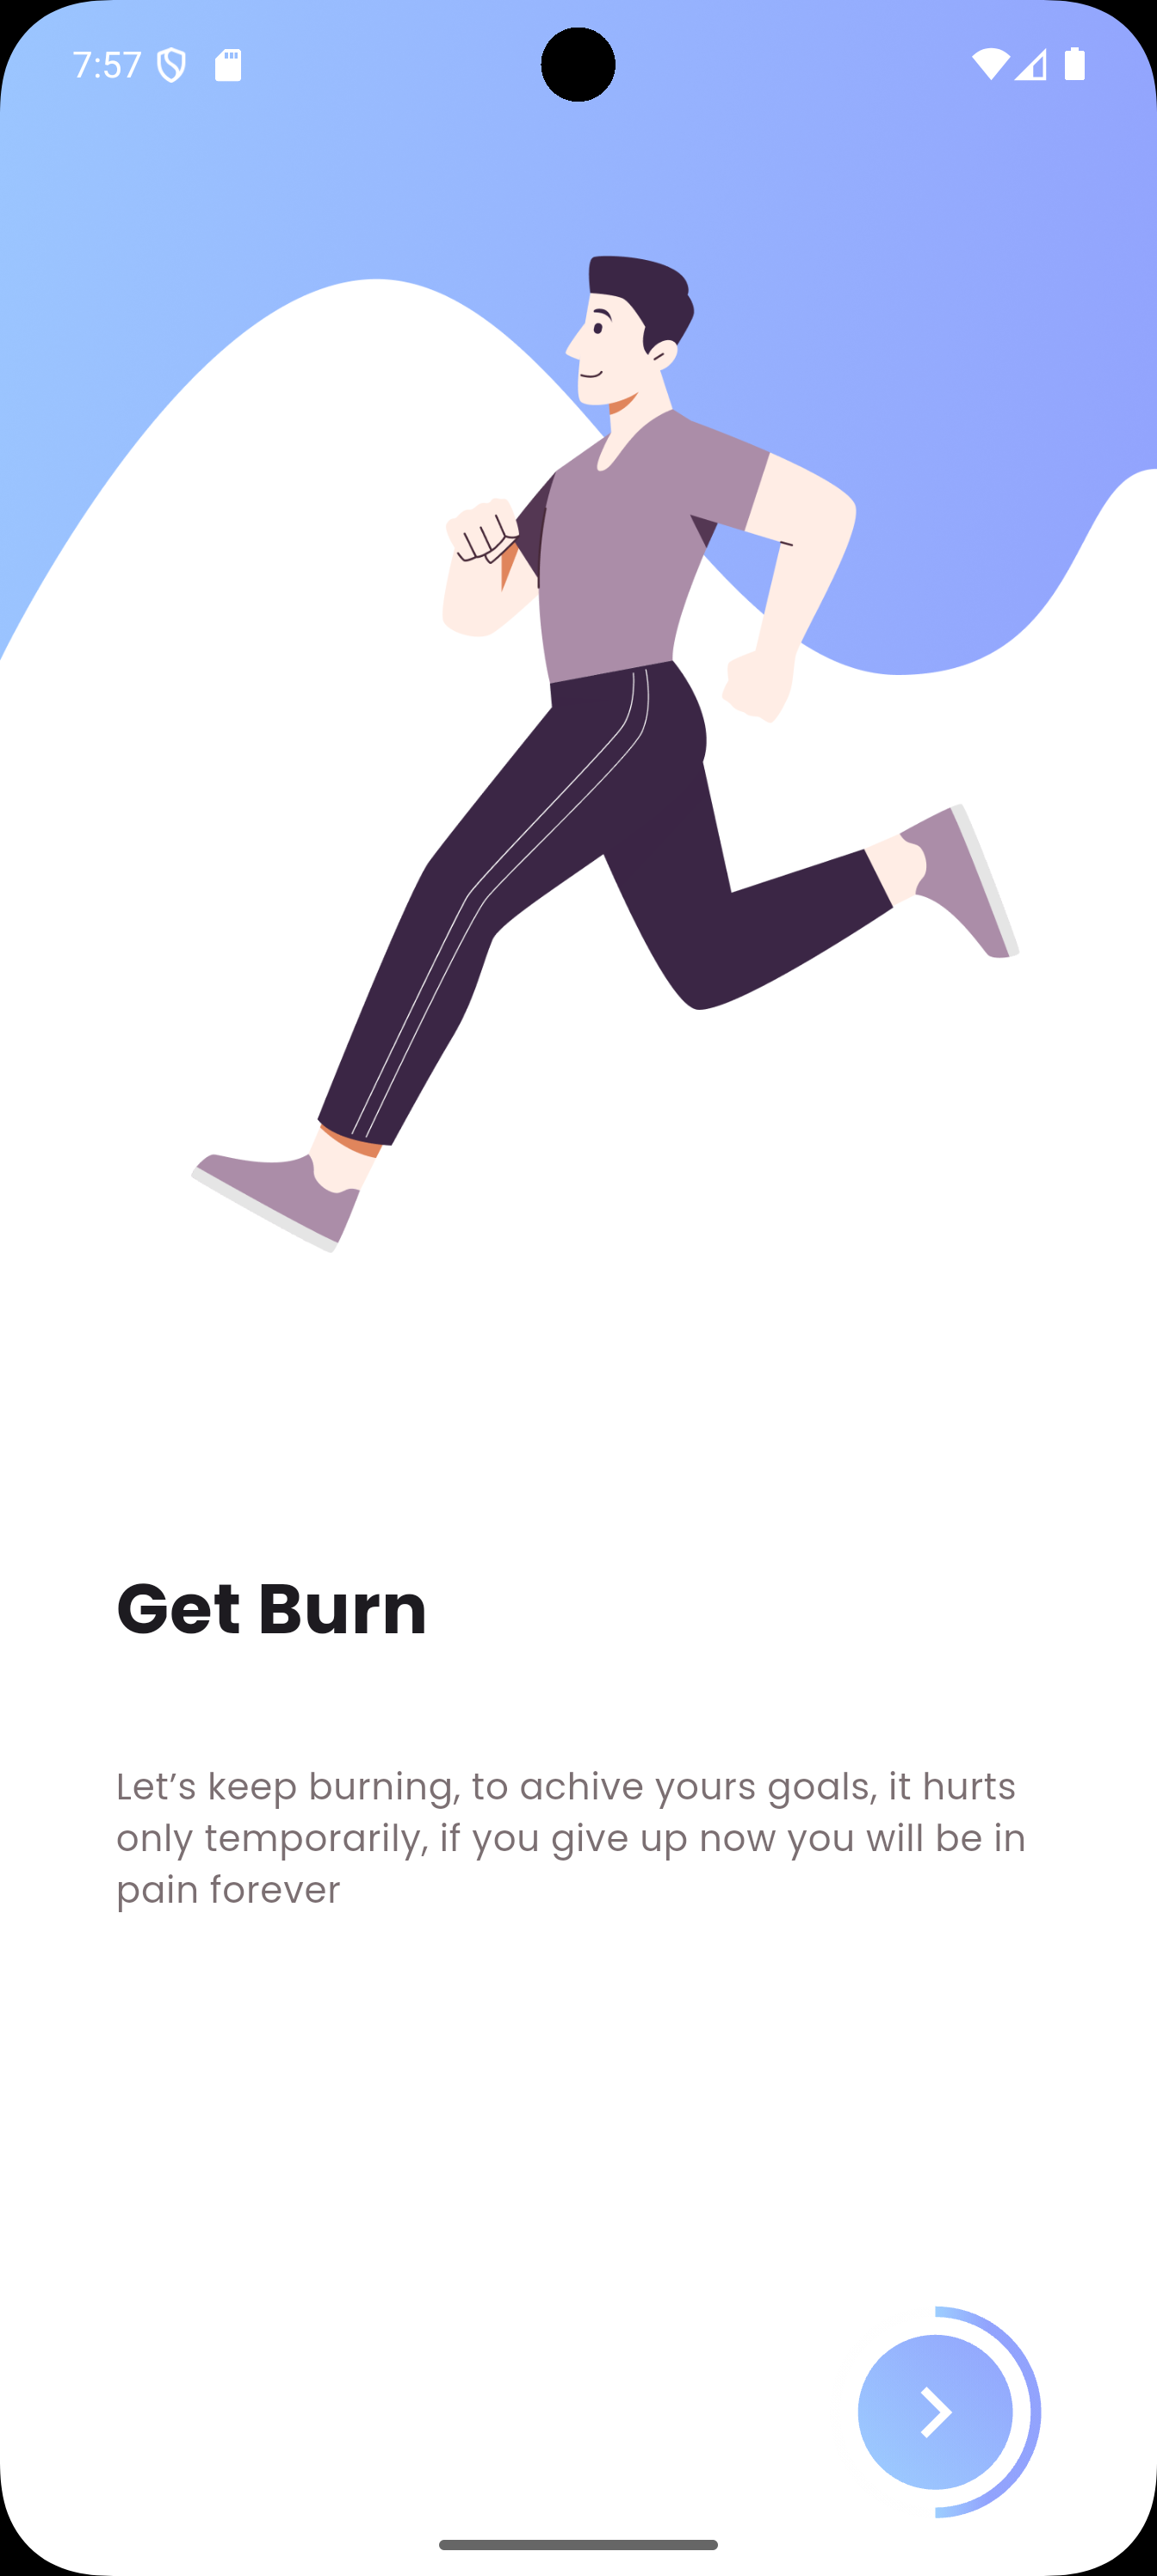 7:57
Get Burn
Let’s keep burning, to achive yours goals, it hurts
only temporarily, if you give up now you will be in
pain forever